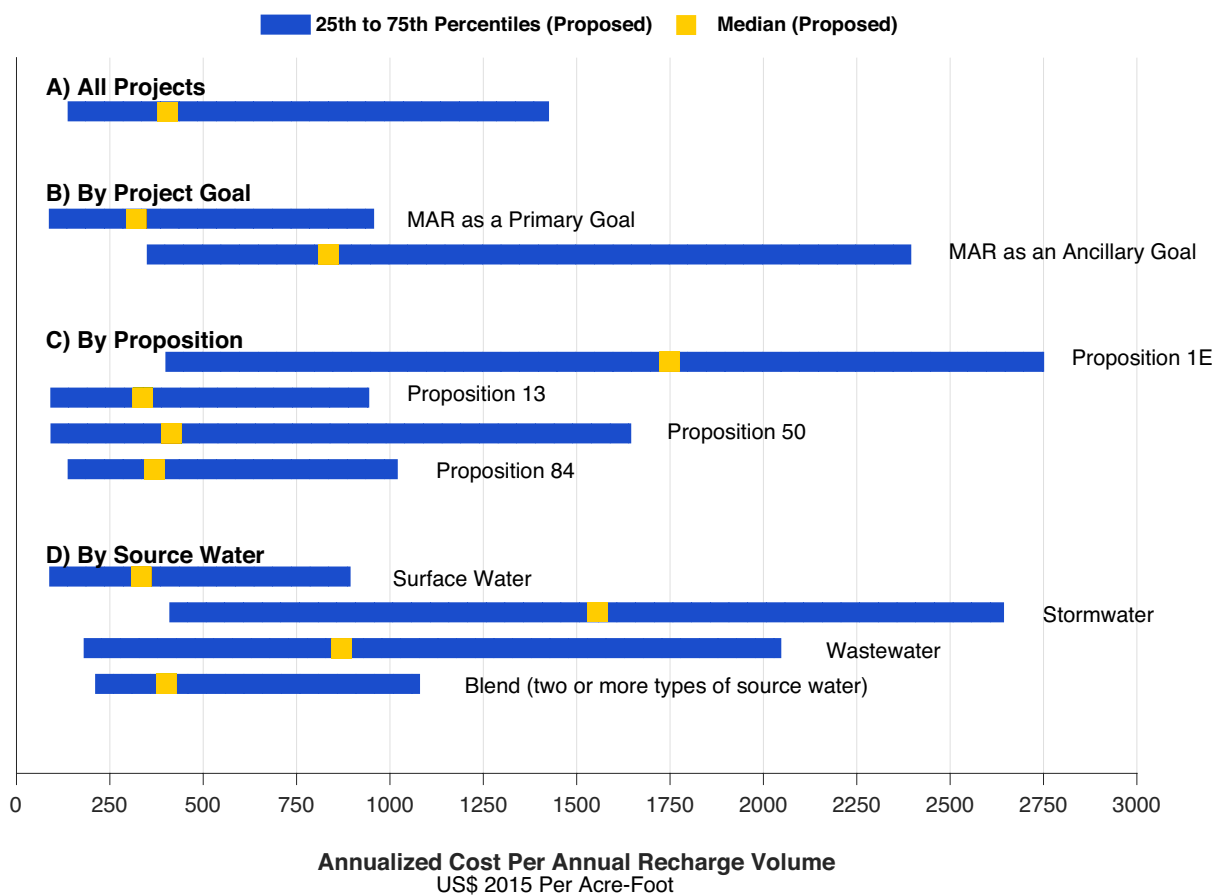 25th to 75th Percentiles (Proposed) Median (Proposed)
A) All Projects
B) By Project Goal
MAR as a Primary Goal
MAR as an Ancillary Goal
C) By Proposition
Proposition 1E
Proposition 13
Proposition 50
Proposition 84
D) By Source Water
Surface Water
Stormwater
Wastewater
Blend (two or more types of source water)
0 250 500 750 1000 1250 1500 1750 2000 2250 2500 2750 3000
Annualized Cost Per Annual Recharge Volume
US$ 2015 Per Acre-Foot